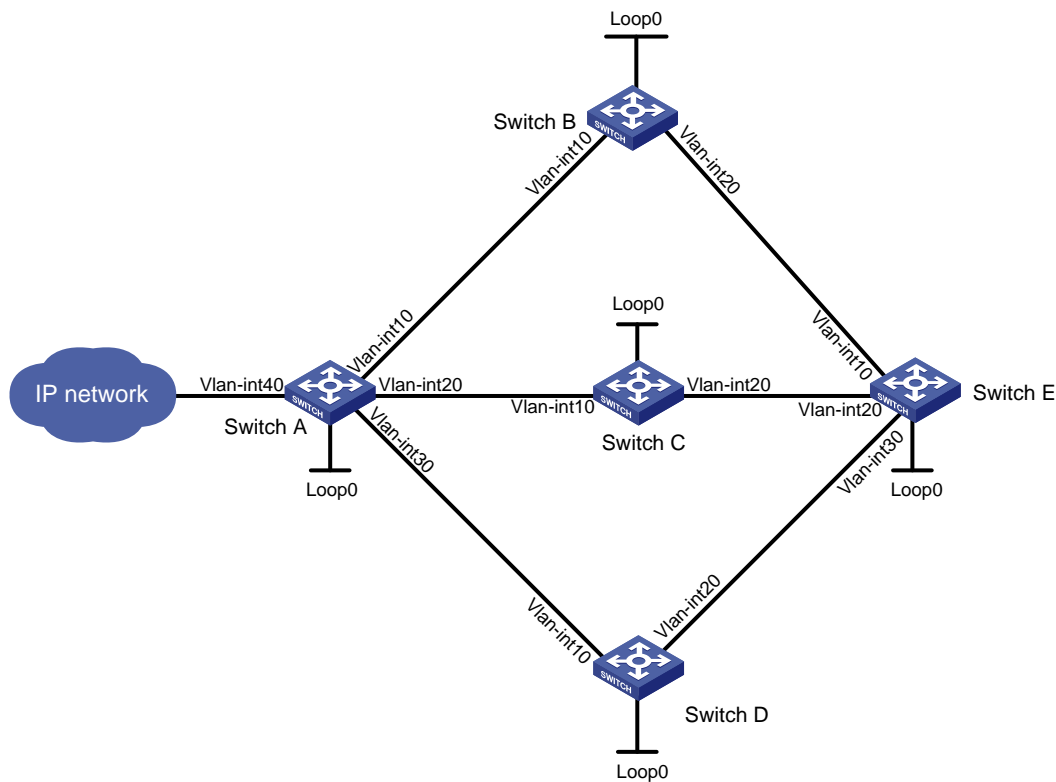 Loop0
Switch B
SWITCH
Vlan-int10
Vlan-int20
Loop0
Vlan-int10
Vlan-int10
IP network
Vlan-int40
SWITCH
Vlan-int20
Vlan-int10
SWITCH
Vlan-int20
Vlan-int20
SWITCH
Switch E
Switch A
Vlan-int30
Switch C
Vlan-int30
Loop0
Loop0
Vlan-int10
Vlan-int20
SWITCH
Switch D
Loop0